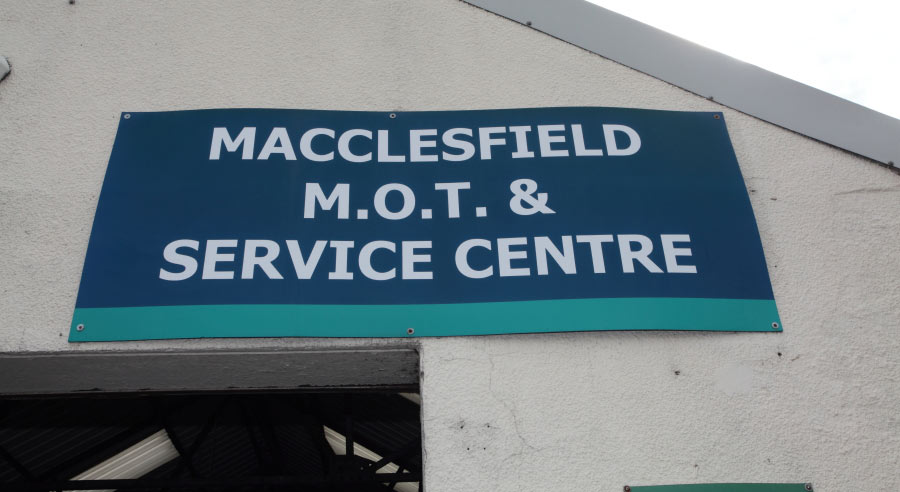 MACCLESFIELD
M.O.T. &
SERVICE CENTRE